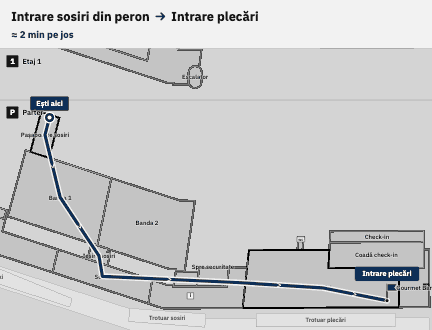 Intrare sosiri din peron → Intrare plecări
≈ 2 min pe jos
1 Etaj 1
Escalator
P Parter
Ești aici
Banda 1
Banda 2
Check-in
Coadă check-in
Spre securitate
Intrare plecări
Gourmet Bar
Trotuar sosiri
Trotuar plecări